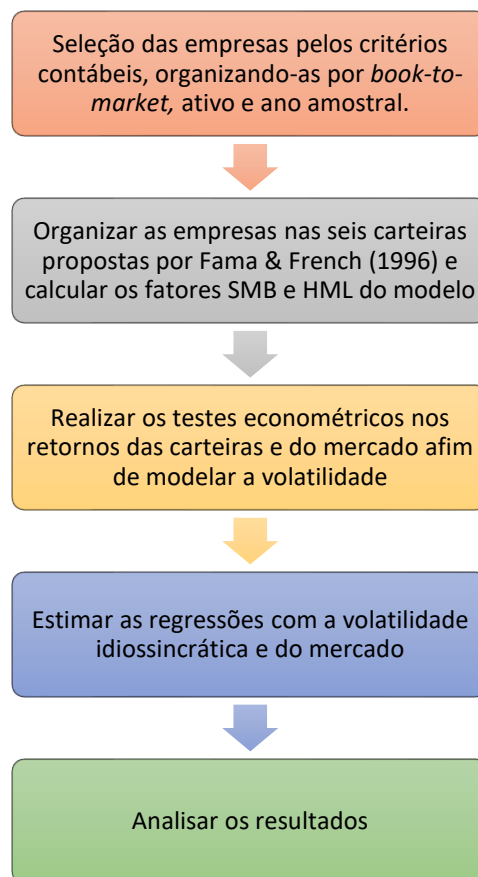 Seleção das empresas pelos critérios
contábeis, organizando-as por book-to-
market, ativo e ano amostral.
Organizar as empresas nas seis carteiras
propostas por Fama & French (1996) e
calcular os fatores SMB e HML do modelo
Realizar os testes econométricos nos
retornos das carteiras e do mercado afim
de modelar a volatilidade
Estimar as regressões com a volatilidade
idiossincrática e do mercado
Analisar os resultados